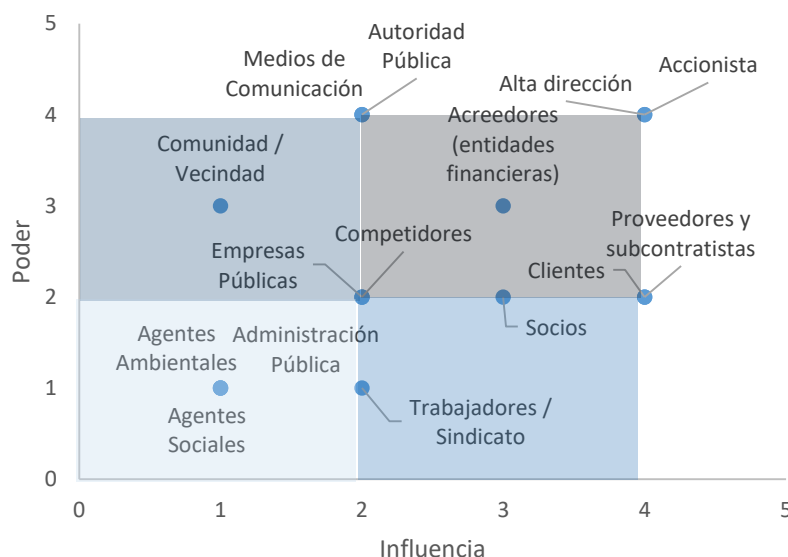 5
4
3
2
1
0
Poder
Medios de
Comunicación
Autoridad
Pública
Alta dirección
Accionista
Comunidad /
Vecindad
Acreedores
(entidades
financieras)
Empresas
Públicas
Competidores
Clientes
Proveedores y
subcontratistas
Socios
Agentes
Ambientales
Administración
Pública
Agentes
Sociales
Trabajadores /
Sindicato
0
1
2
3
4
5
Influencia